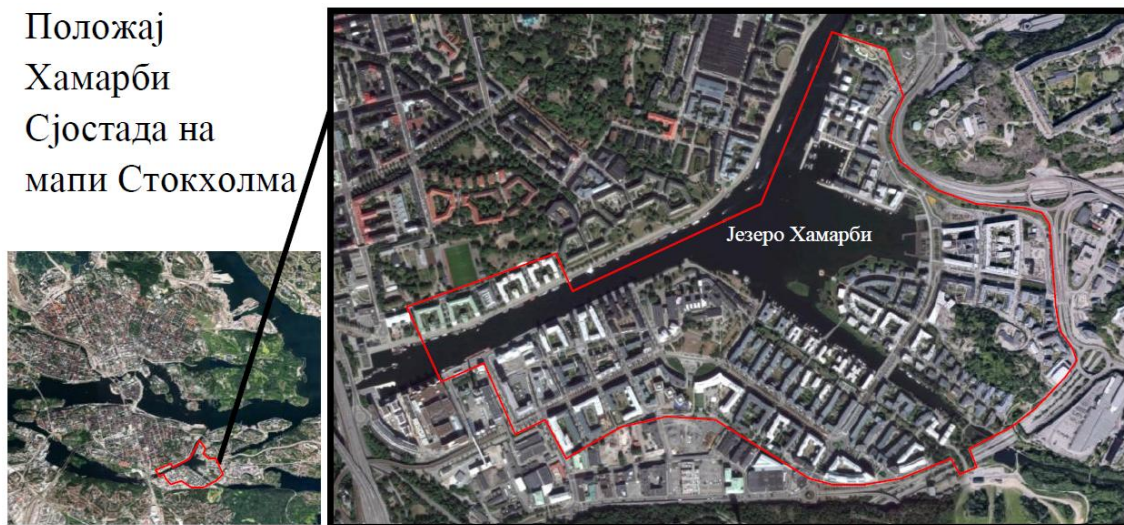 Положај
Хамарби
Сјостада на
мапи Стокхолма
Језеро Хамарби